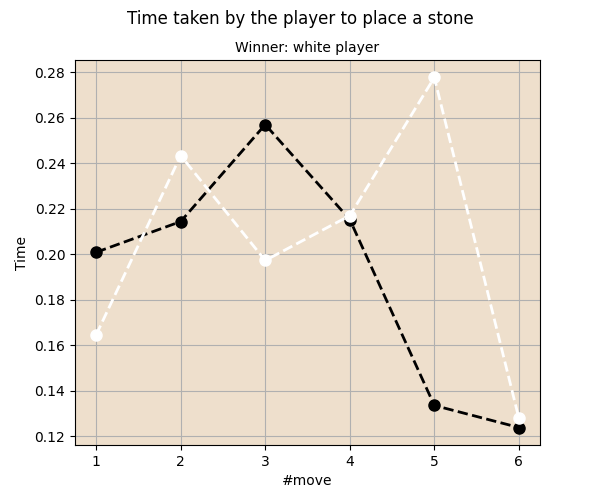 Time taken by the player to place a stone
Winner: white player
0.28
0.26
0.24
0.22
0.20
0.18
0.16
0.14
0.12
Time
1 2 3 4 5 6
#move